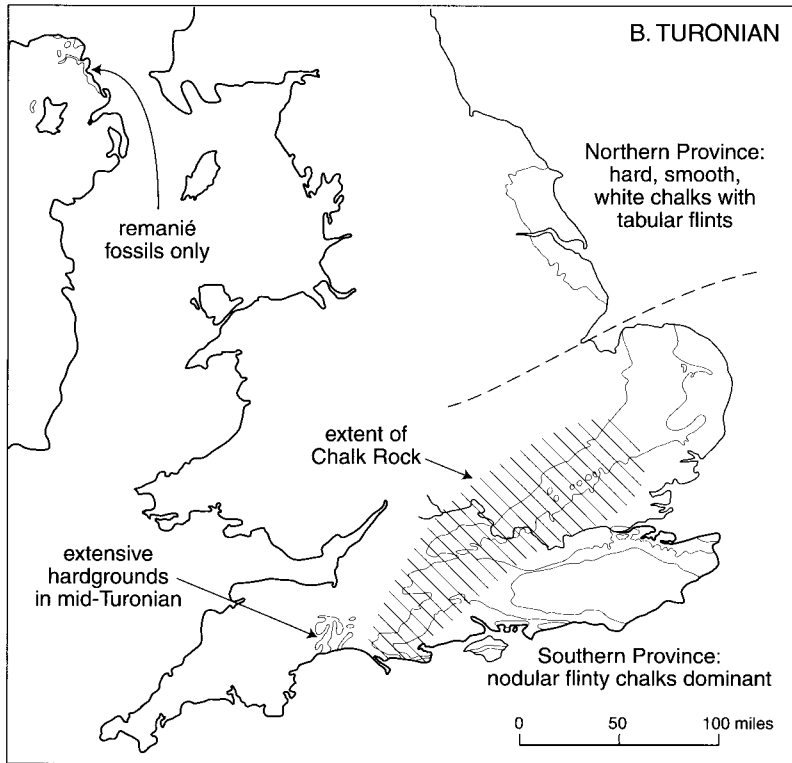 B. TURONIAN
Northern Province:
hard, smooth,
white chalks with
tabular flints
remanié
fossils only
extent of
Chalk Rock
extensive
hardgrounds
in mid-Turonian
Southern Province:
nodular flinty chalks dominant
0 50 100 miles